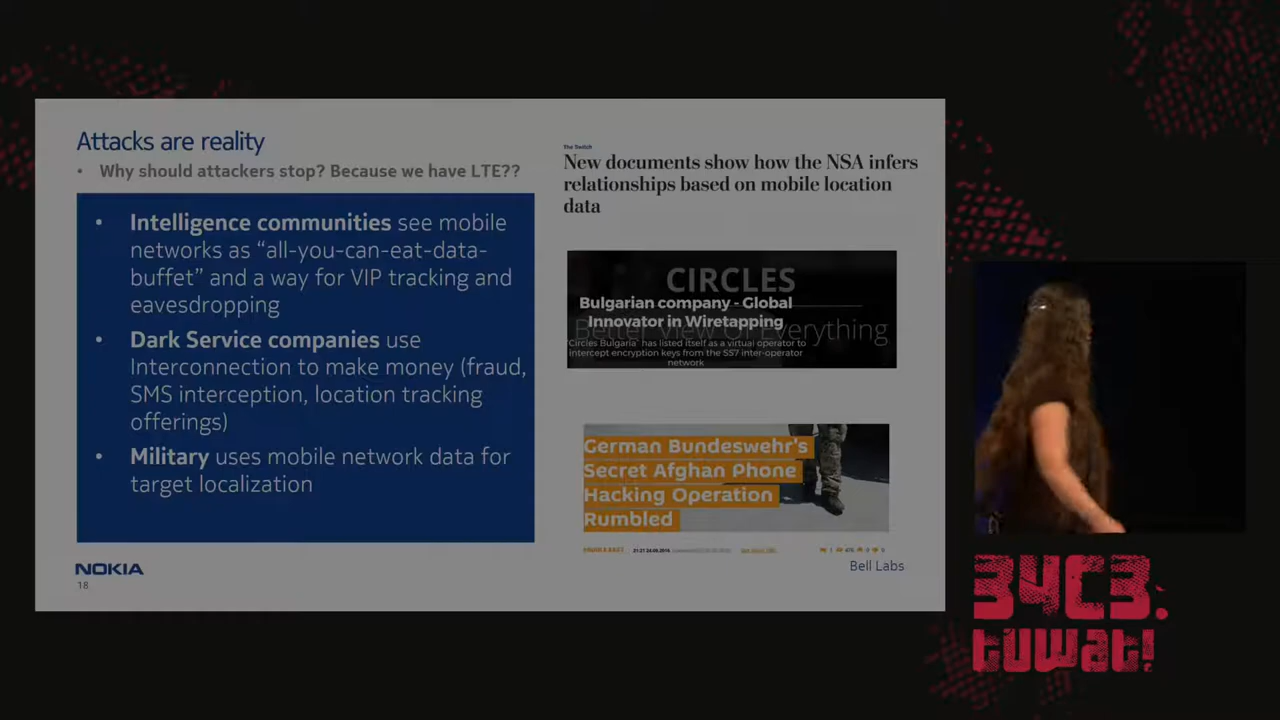 Attacks are reality
• Why should attackers stop? Because we have LTE??
• Intelligence communities see mobile
networks as “all-you-can-eat-data-
buffet” and a way for VIP tracking and
eavesdropping
• Dark Service companies use
Interconnection to make money (fraud,
SMS interception, location tracking
offerings)
• Military uses mobile network data for
target localization
NOKIA
18
The Switch
New documents show how the NSA infers
relationships based on mobile location
data
CIRCLES
Bulgarian company - Global
Innovator in Wiretapping
Better View Of Everything
"Circles Bulgaria" has listed itself as a virtual operator to
intercept encryption keys from the SS7 inter-operator
network
German Bundeswehr's
Secret Afghan Phone
Hacking Operation
Rumbled
Bell Labs
34C3.
tuwat!